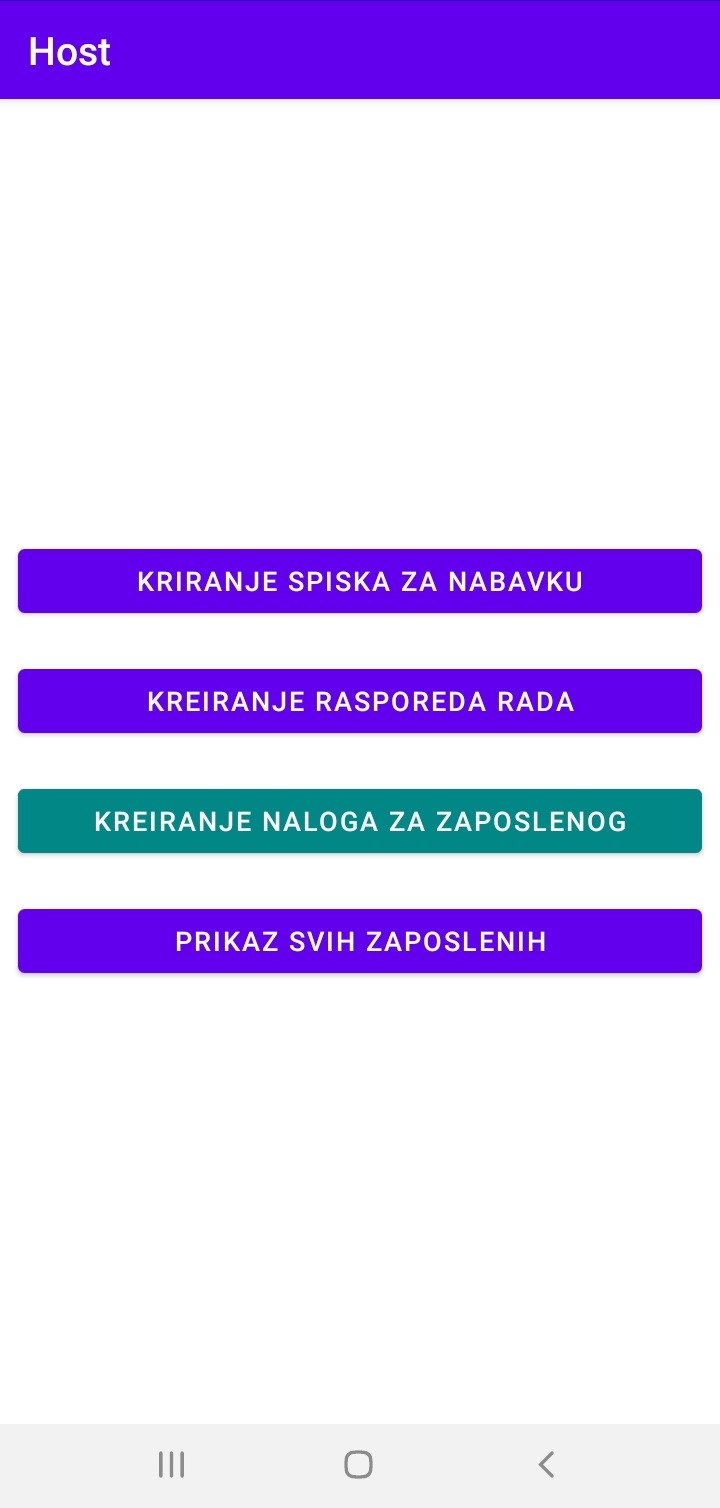 Host
KRIRANJE SPISKA ZA NABAVKU
KREIRANJE RASPOREDA RADA
KREIRANJE NALOGA ZA ZAPOSLENOG
PRIKAZ SVIH ZAPOSLENIH